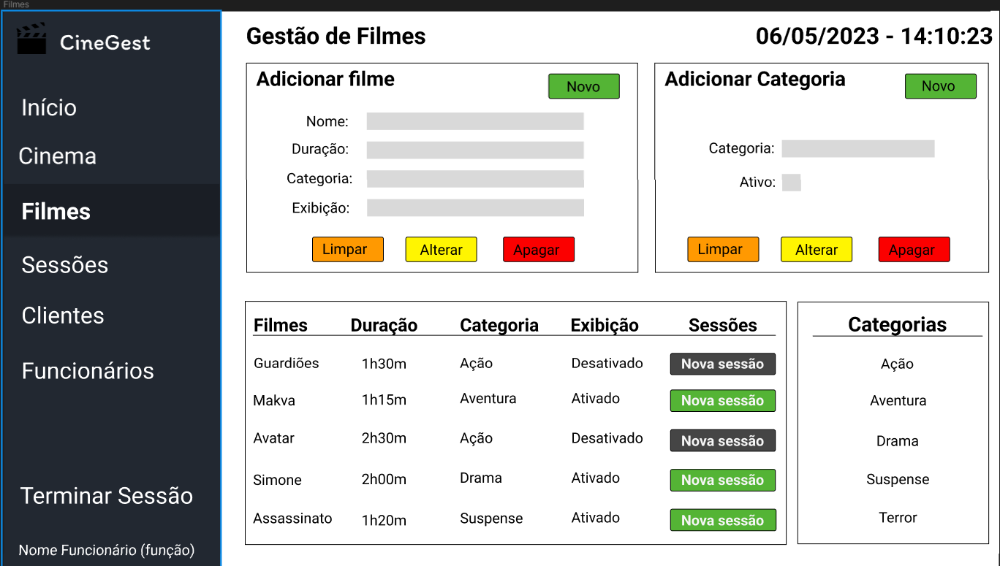 Filmes
CineGest
Início
Cinema
Filmes
Sessões
Clientes
Funcionários
Terminar Sessão
Nome Funcionário (função)
Gestão de Filmes
06/05/2023 - 14:10:23
Adicionar filme
Novo
Nome:
Duração:
Categoria:
Exibição:
Limpar Alterar Apagar
Adicionar Categoria
Novo
Categoria:
Ativo:
Limpar Alterar Apagar
Filmes Duração Categoria Exibição Sessões
Guardiões 1h30m Ação Desativado Nova sessão
Makva 1h15m Aventura Ativado Nova sessão
Avatar 2h30m Ação Desativado Nova sessão
Simone 2h00m Drama Ativado Nova sessão
Assassinato 1h20m Suspense Ativado Nova sessão
Categorias
Ação
Aventura
Drama
Suspense
Terror